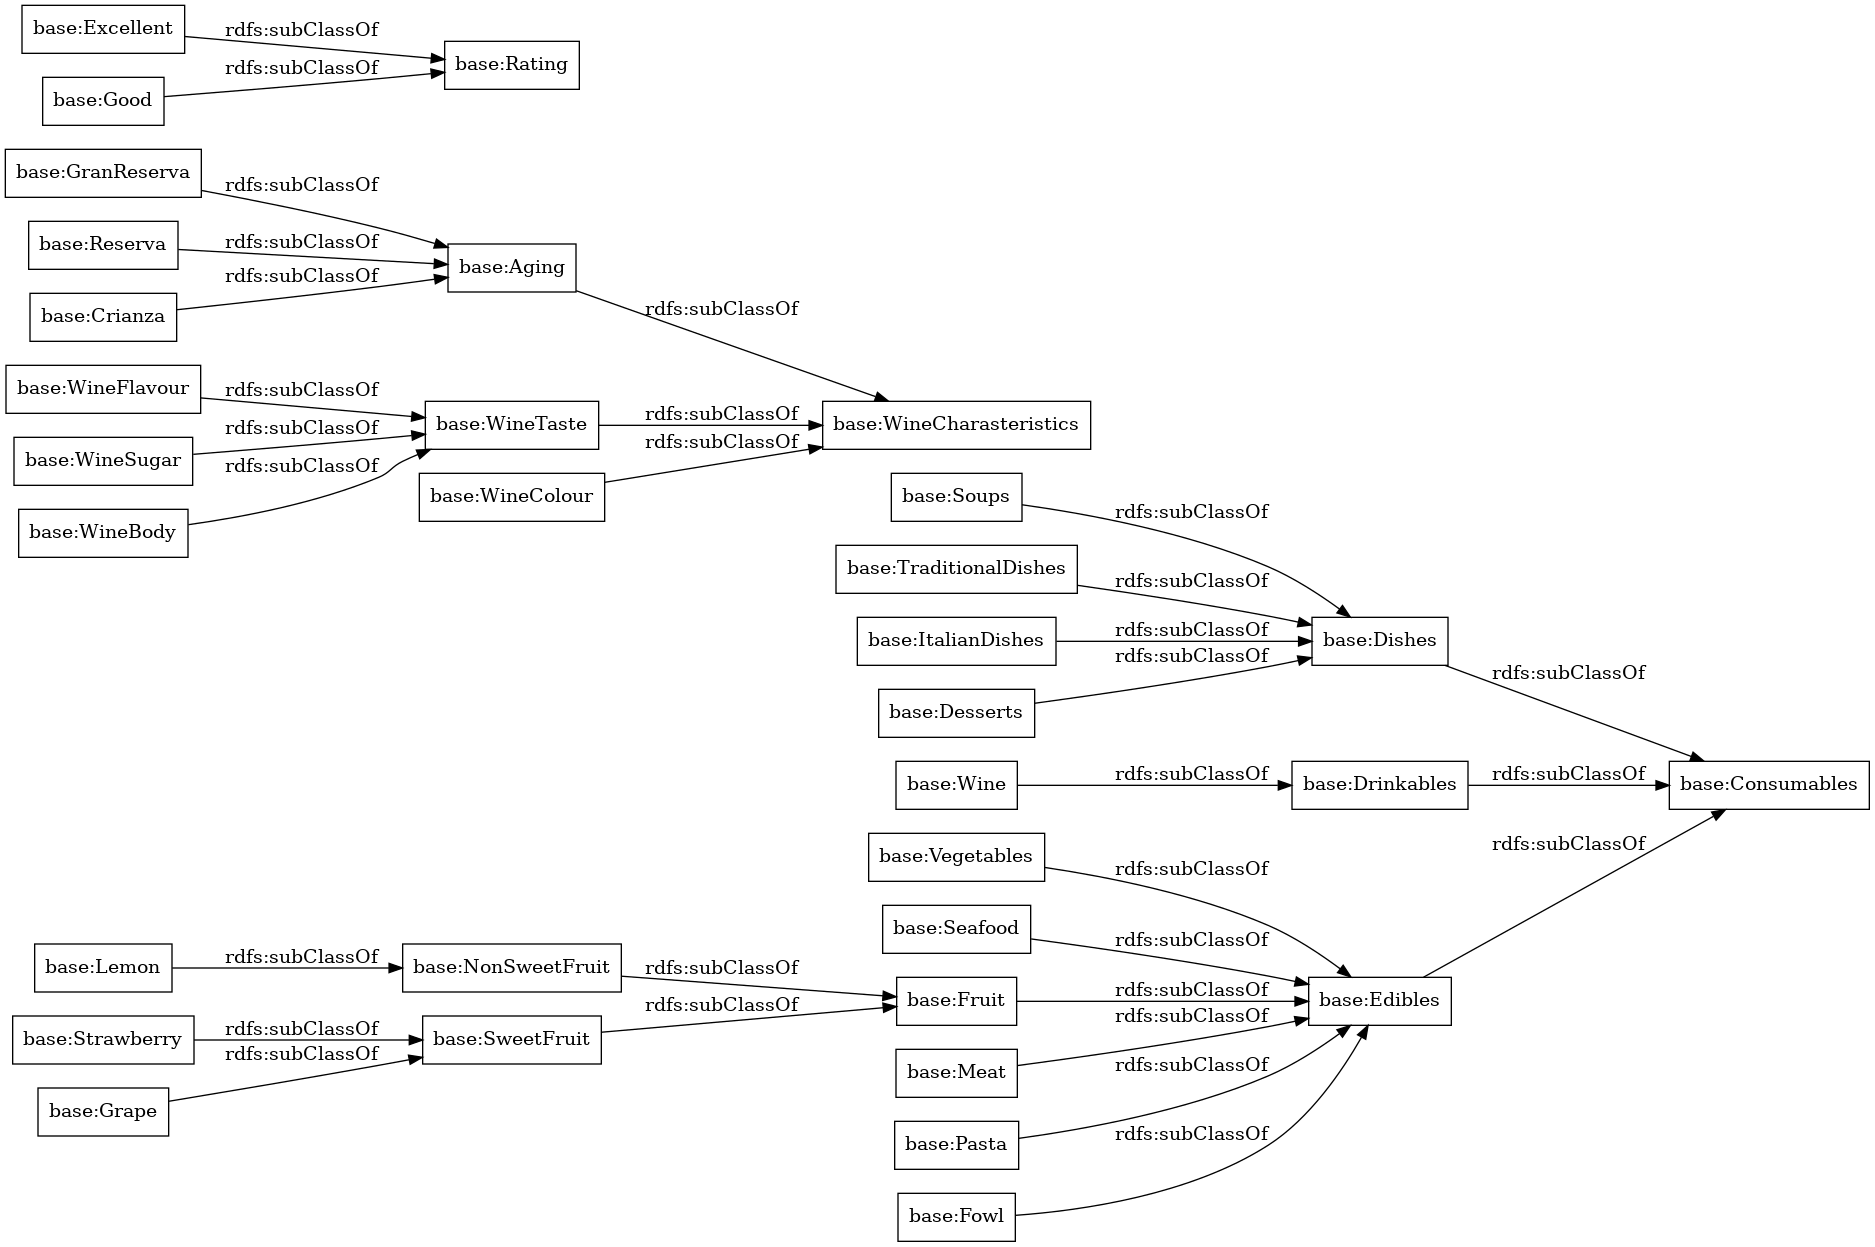 base:Excellent
rdfs:subClassOf
base:Rating
rdfs:subClassOf
base:Good
base:GranReserva
rdfs:subClassOf
base:Reserva
rdfs:subClassOf
base:Aging
rdfs:subClassOf
base:Crianza
rdfs:subClassOf
base:WineFlavour
rdfs:subClassOf
base:WineTaste
rdfs:subClassOf
base:WineCharasteristics
rdfs:subClassOf
base:WineSugar
rdfs:subClassOf
rdfs:subClassOf
base:WineColour
base:WineBody
base:Soups
rdfs:subClassOf
base:TraditionalDishes
rdfs:subClassOf
base:ItalianDishes
rdfs:subClassOf
base:Dishes
rdfs:subClassOf
rdfs:subClassOf
base:Desserts
base:Wine
rdfs:subClassOf
base:Drinkables
rdfs:subClassOf
base:Consumables
base:Vegetables
rdfs:subClassOf
rdfs:subClassOf
base:Seafood
rdfs:subClassOf
base:Lemon
rdfs:subClassOf
base:NonSweetFruit
rdfs:subClassOf
base:Fruit
rdfs:subClassOf
base:Edibles
base:Strawberry
rdfs:subClassOf
base:SweetFruit
rdfs:subClassOf
rdfs:subClassOf
base:Grape
rdfs:subClassOf
base:Meat
rdfs:subClassOf
base:Pasta
rdfs:subClassOf
base:Fowl